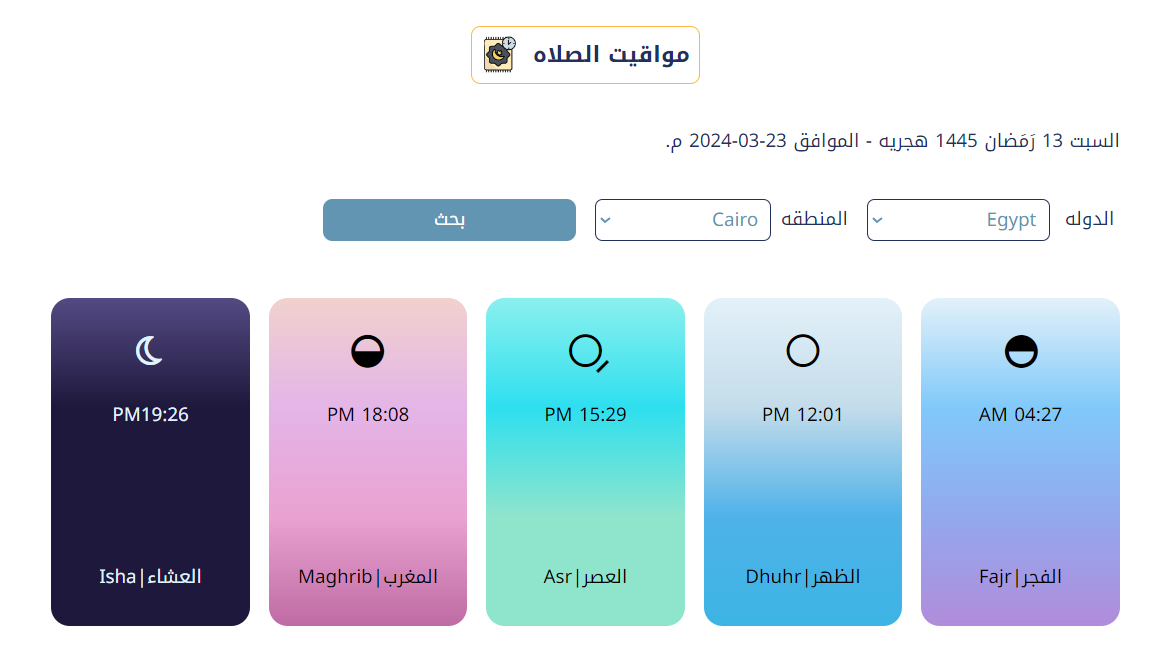 مواقيت الصلاه
السبت 13 رَمَضان 1445 هجريه - الموافق 23-03-2024 م.
الدوله Egypt المنطقه Cairo بحث
AM 04:27
PM 12:01
PM 15:29
PM 18:08
PM19:26
الفجر|Fajr
الظهر|Dhuhr
العصر|Asr
المغرب|Maghrib
العشاء|Isha